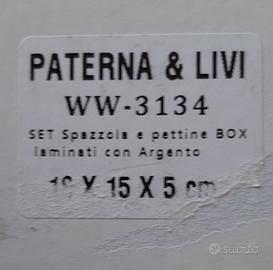 PATERNA & LIVI
WW-3134
SET Spazzola e pettine BOX
laminati con Argento
X 15 X 5 cm
subito